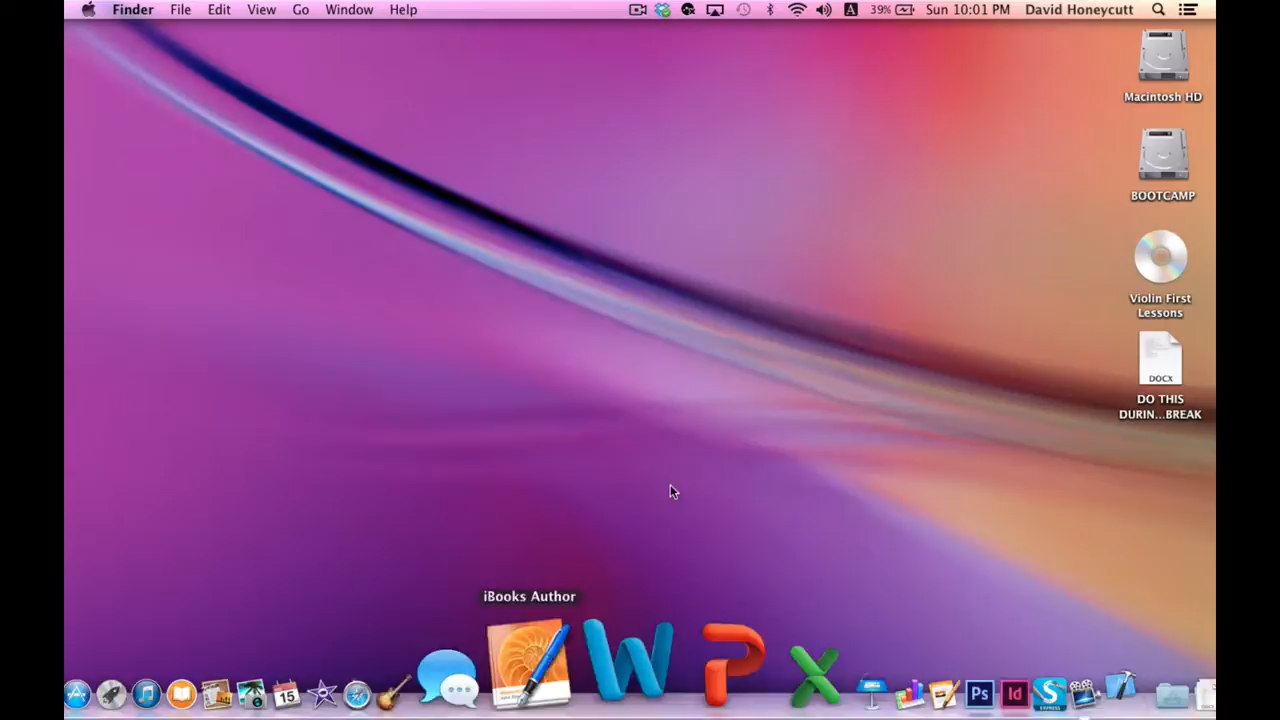 Finder File Edit View Go Window Help A 39% Sun 10:01 PM David Honeycutt
Macintosh HD
BOOTCAMP
Violin First
Lessons
DOCX
DO THIS
DURIN...BREAK
iBooks Author
15
Ps
Id
S
EXPRESS